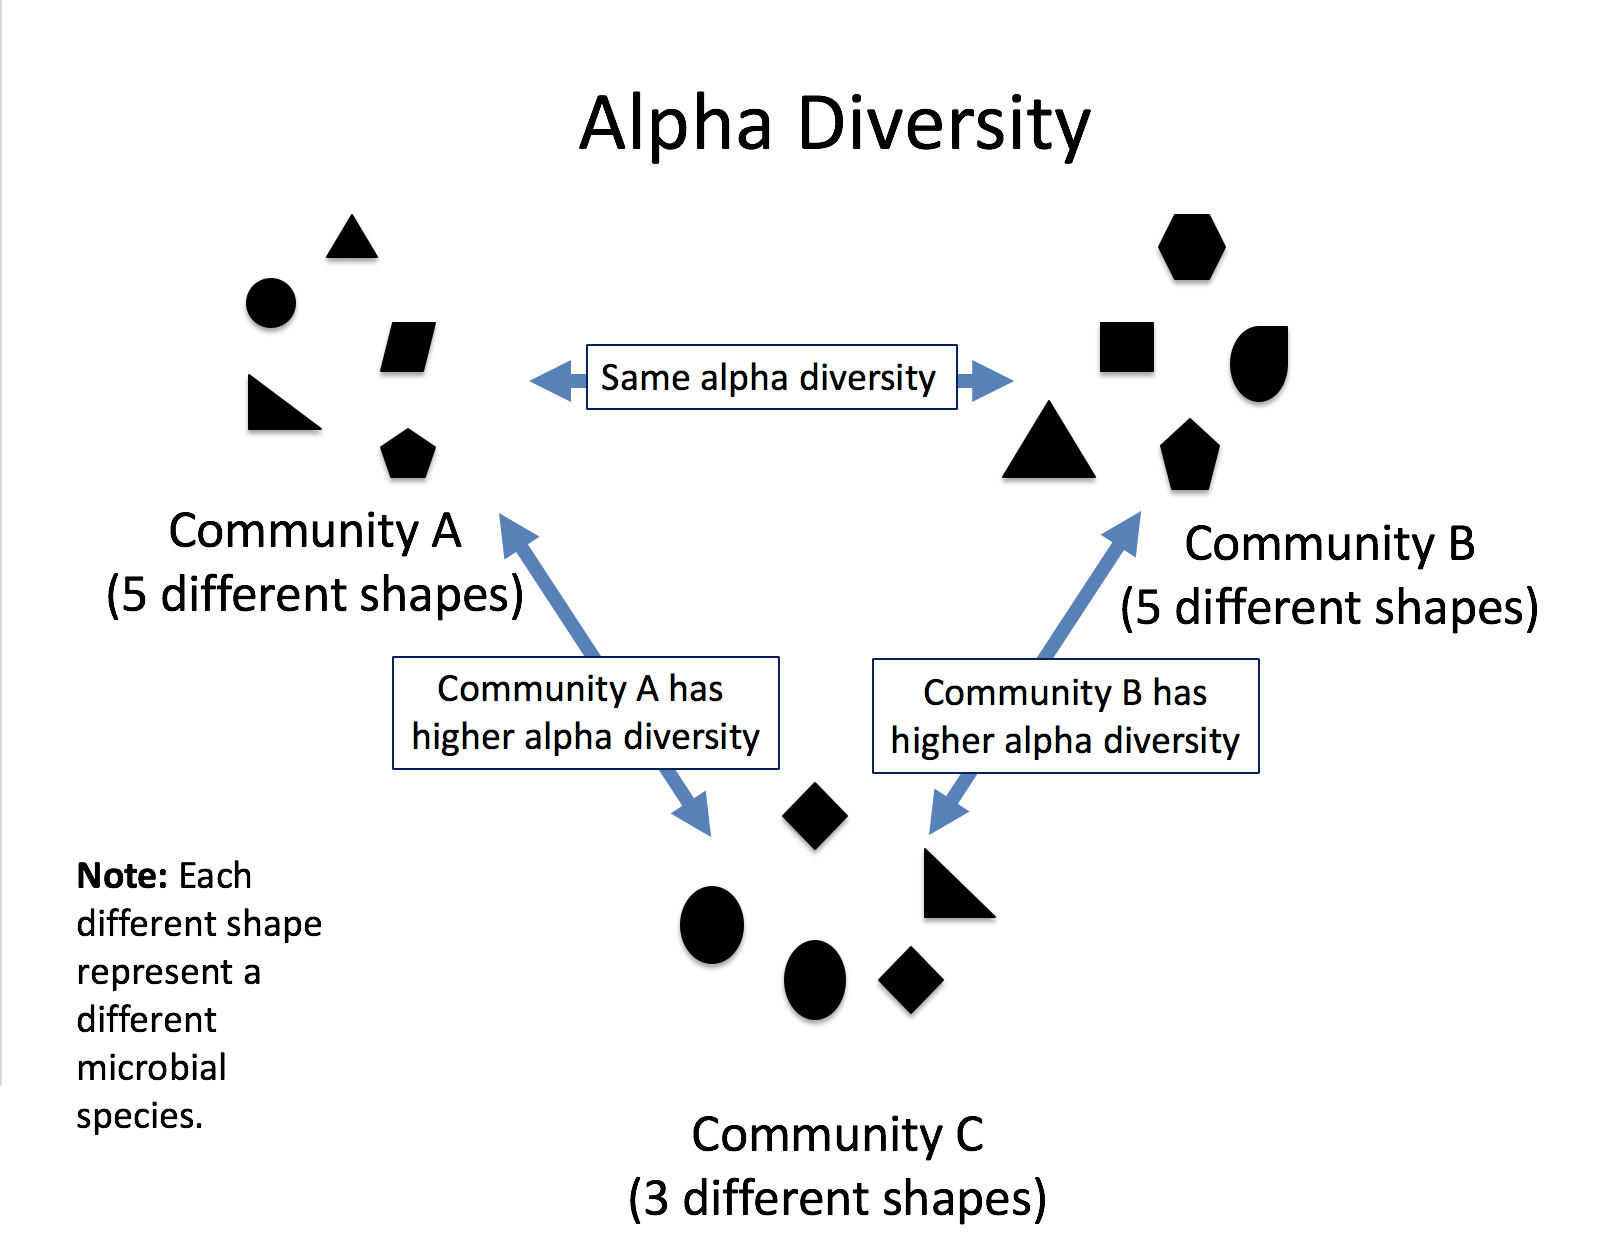 Alpha Diversity
Same alpha diversity
Community A
(5 different shapes)
Community B
(5 different shapes)
Community A has
higher alpha diversity
Community B has
higher alpha diversity
Note: Each
different shape
represent a
different
microbial
species.
Community C
(3 different shapes)